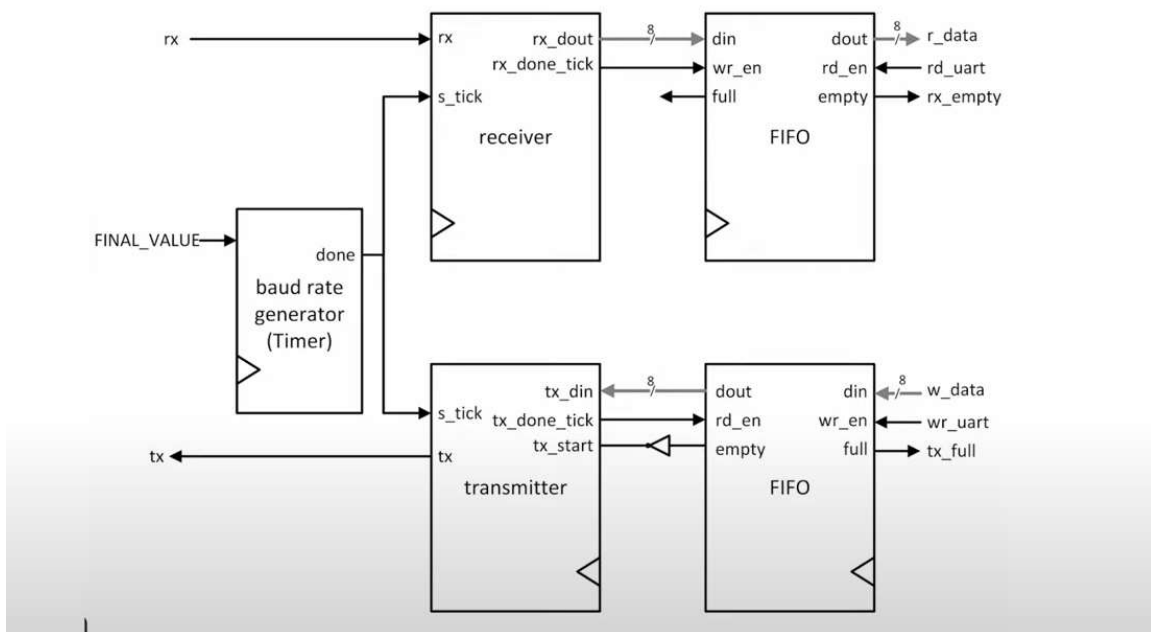 rx
rx
rx_dout
8
din
dout
8
r_data
rx_done_tick
wr_en
rd_en
rd_uart
s_tick
full
empty
rx_empty
receiver
FIFO
FINAL_VALUE
done
baud rate
generator
(Timer)
tx_din
8
dout
din
8
w_data
s_tick
tx_done_tick
rd_en
wr_en
wr_uart
tx
tx
tx_start
empty
full
tx_full
transmitter
FIFO